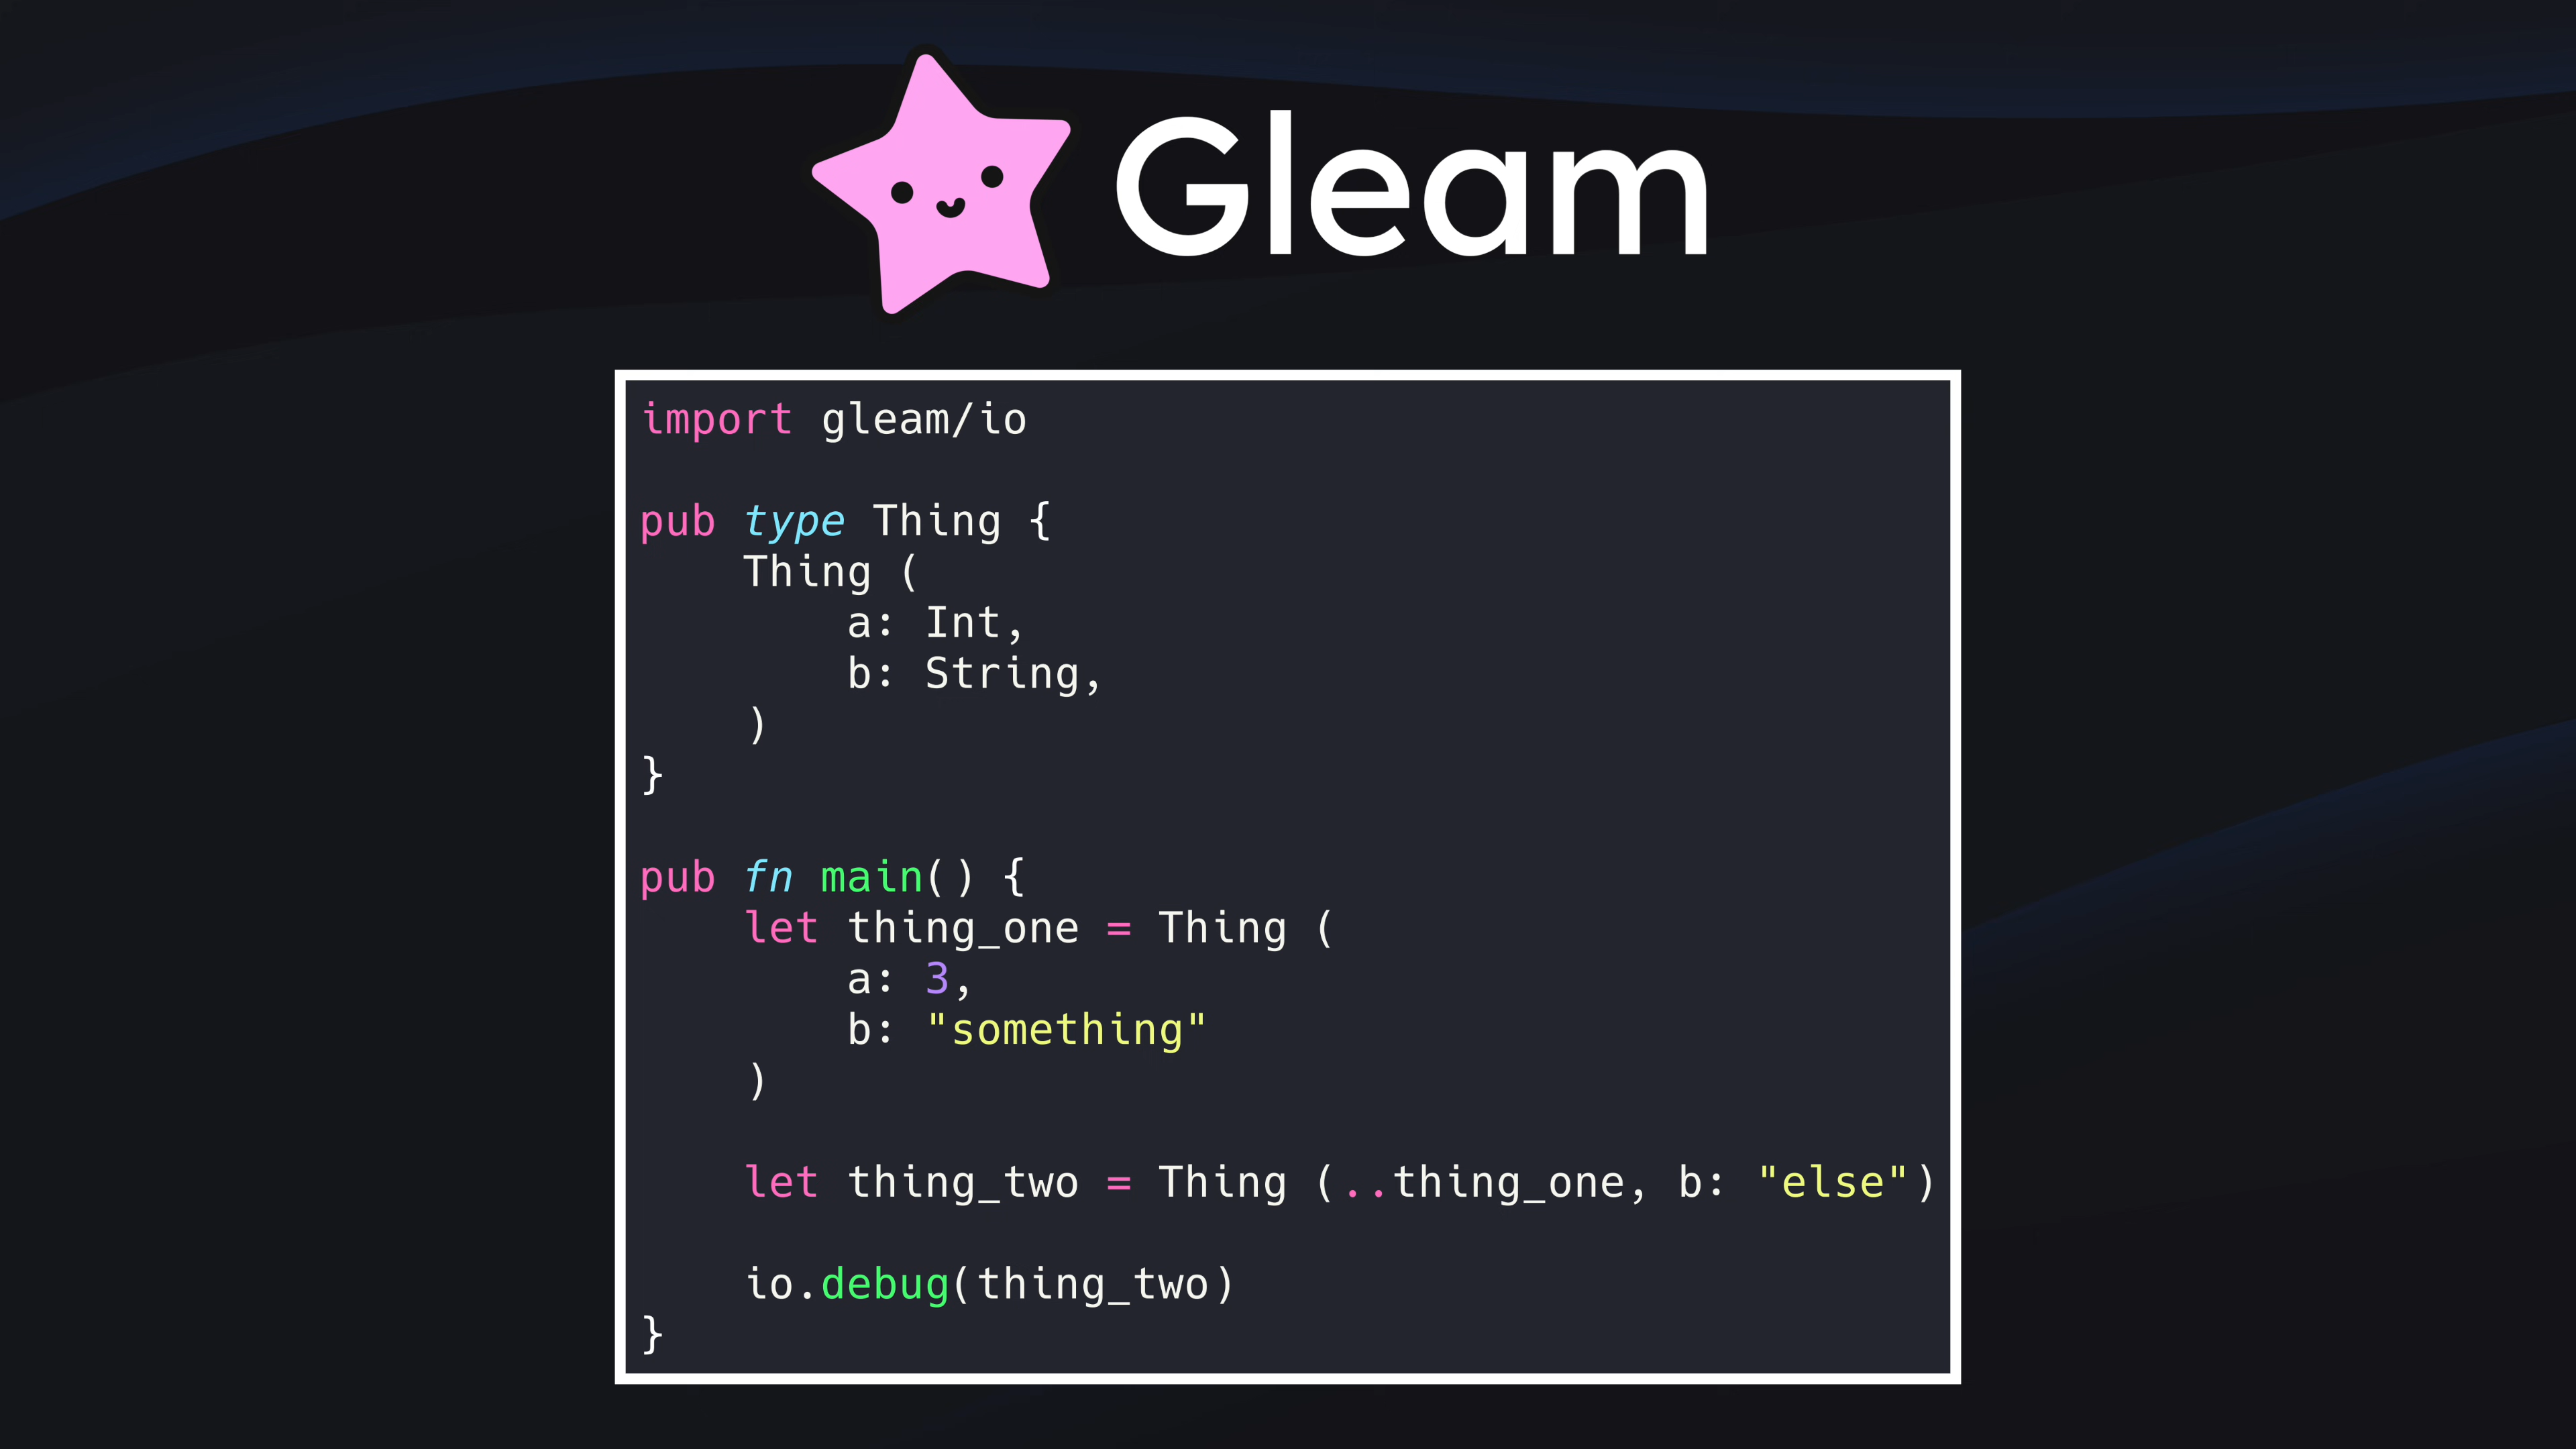 Gleam
import gleam/io
pub type Thing {
Thing (
a: Int,
b: String,
)
}
pub fn main() {
let thing_one = Thing (
a: 3,
b: "something"
)
let thing_two = Thing (..thing_one, b: "else")
io.debug(thing_two)
}